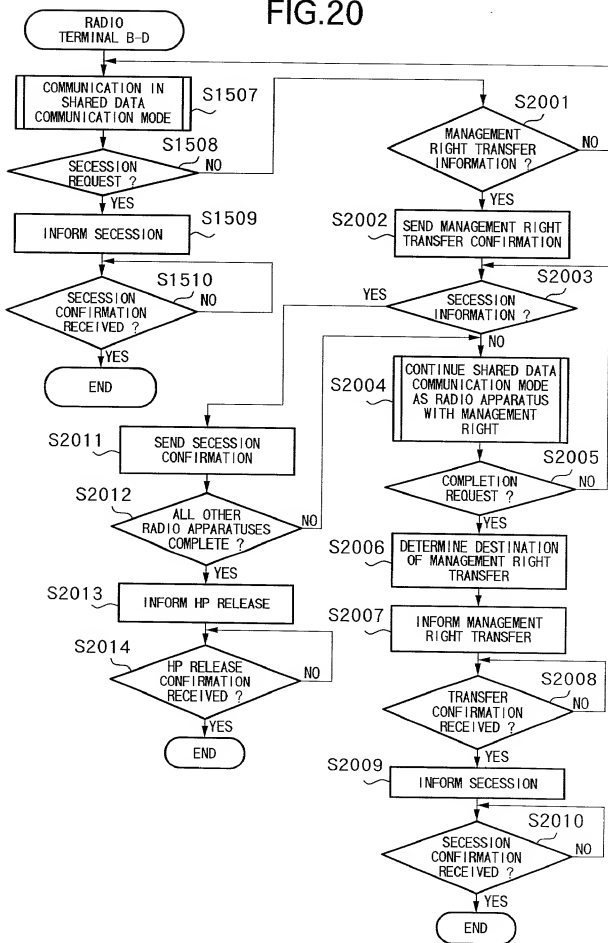 FIG.20
RADIO
TERMINAL B-D
COMMUNICATION IN
SHARED DATA
COMMUNICATION MODE
S1507
SECESSION
REQUEST ?
S1508
NO
YES
INFORM SECESSION
S1509
SECESSION
CONFIRMATION
RECEIVED ?
S1510
NO
YES
END
S2001
MANAGEMENT
RIGHT TRANSFER
INFORMATION ?
NO
YES
S2002
SEND MANAGEMENT RIGHT
TRANSFER CONFIRMATION
S2003
YES
SECESSION
INFORMATION ?
NO
S2004
CONTINUE SHARED DATA
COMMUNICATION MODE
AS RADIO APPARATUS
WITH MANAGEMENT
RIGHT
S2005
COMPLETION
REQUEST ?
NO
YES
S2006
DETERMINE DESTINATION
OF MANAGEMENT RIGHT
TRANSFER
S2007
INFORM MANAGEMENT
RIGHT TRANSFER
S2008
TRANSFER
CONFIRMATION
RECEIVED ?
NO
YES
S2009
INFORM SECESSION
S2010
SECESSION
CONFIRMATION
RECEIVED ?
NO
YES
END
S2011
SEND SECESSION
CONFIRMATION
S2012
ALL OTHER
RADIO APPARATUSES
COMPLETE ?
NO
YES
S2013
INFORM HP RELEASE
S2014
HP RELEASE
CONFIRMATION
RECEIVED ?
NO
YES
END